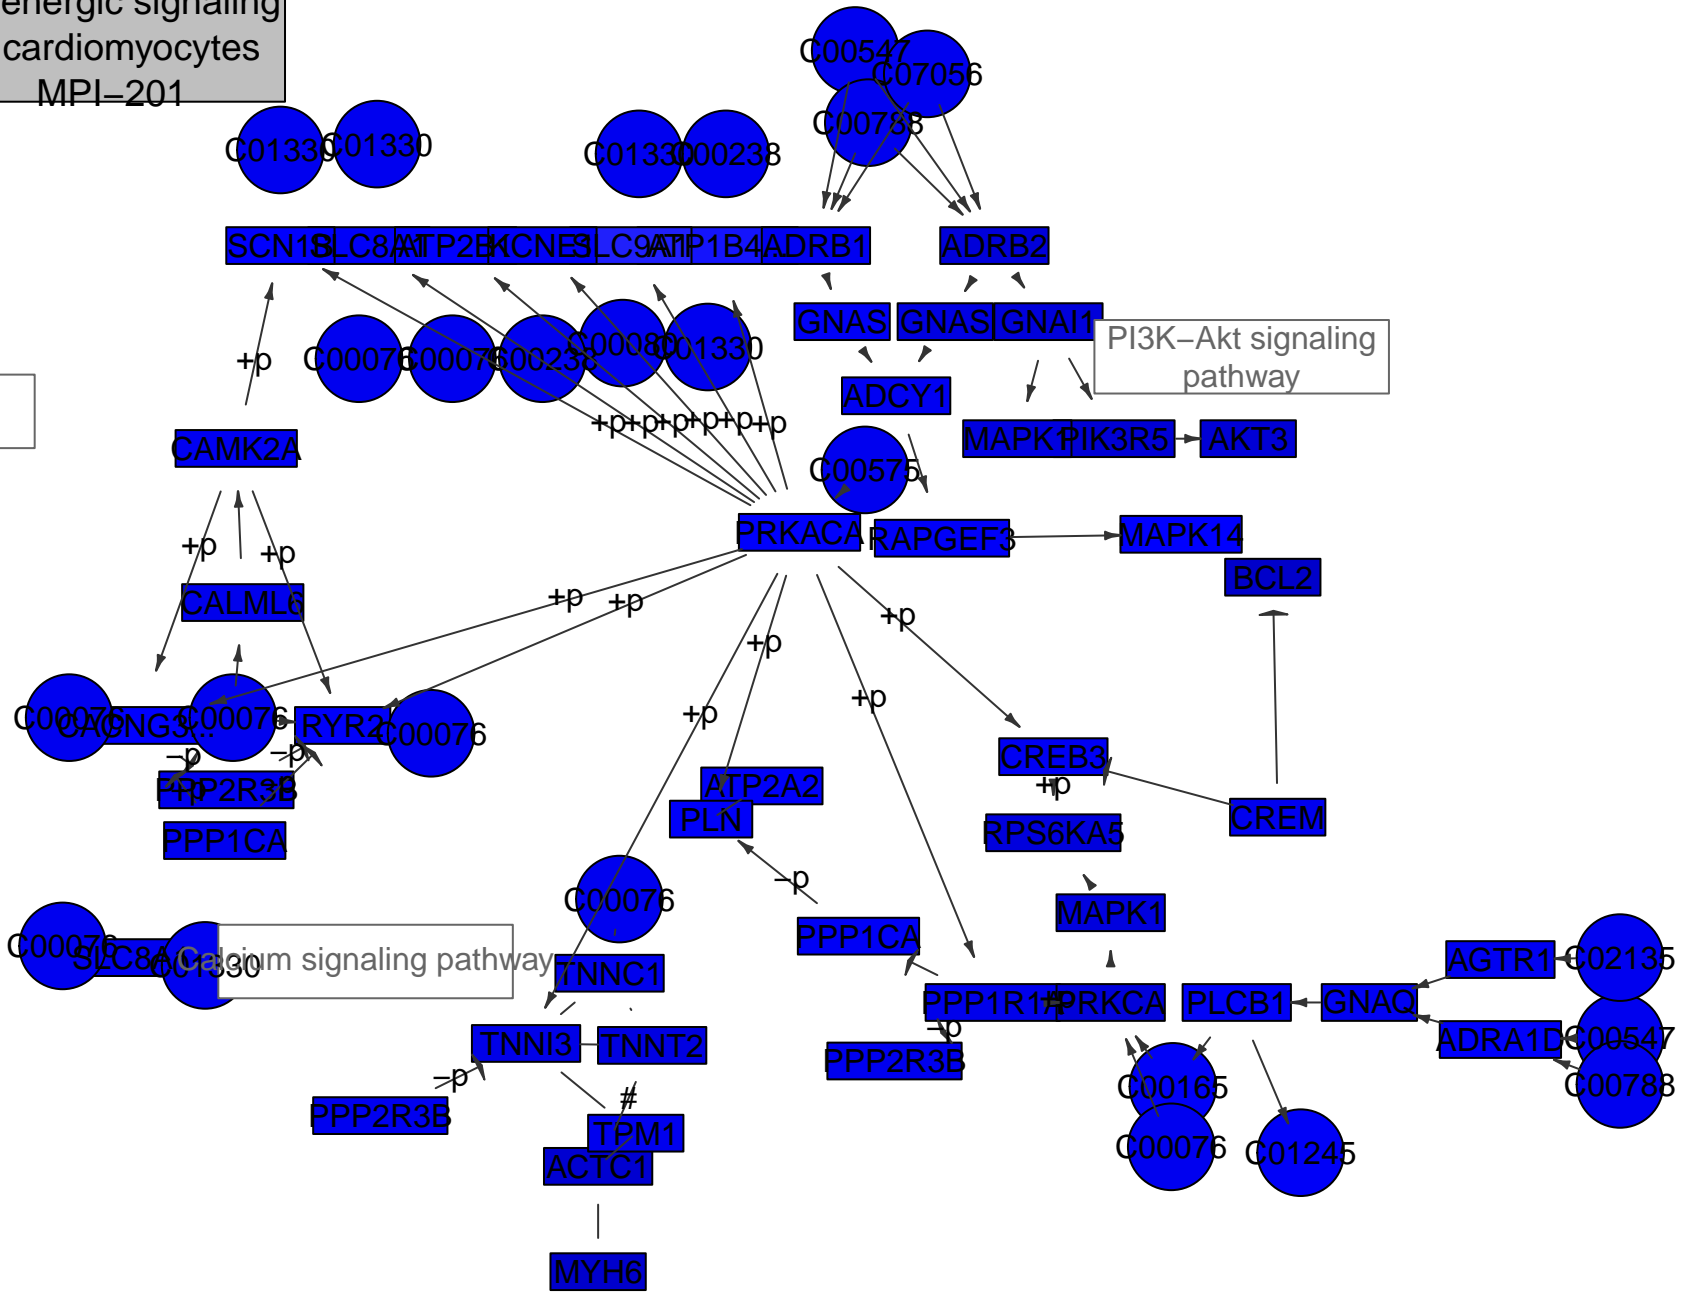 energic signaling
cardiomyocytes
MPI−201
C00547
C07056
C00788
C01330
C01330
C01330
C00238
SCN1B
SLC8A1
ATP2B1
KCNE1
SLC9A1
ATP1B4...
ADRB1
ADRB2
GNAS
GNAS
GNAI1
PI3K−Akt signaling
pathway
C00076
C00076
C00238
C00080
C01330
+p
ADCY1
+p
+p
+p
+p
+p
+p
MAPK1
PIK3R5
AKT3
CAMK2A
C00575
PRKACA
RAPGEF3
MAPK14
+p
+p
BCL2
CALML6
+p
+p
+p
+p
+p
+p
C00076
CACNG3...
C00076
RYR2
C00076
−p
−p
CREB3
+p
PPP2R3B
+p
ATP2A2
PLN
CREM
PPP1CA
RPS6KA5
−p
C00076
MAPK1
PPP1CA
C00076
SLC8A1
C01330
Calcium signaling pathway
TNNC1
AGTR1
C02135
PPP1R1A
+p
PRKCA
PLCB1
GNAQ
−p
TNNI3
TNNT2
ADRA1D
C00547
PPP2R3B
−p
C00165
C00788
#
PPP2R3B
TPM1
C00076
C01245
ACTC1
MYH6